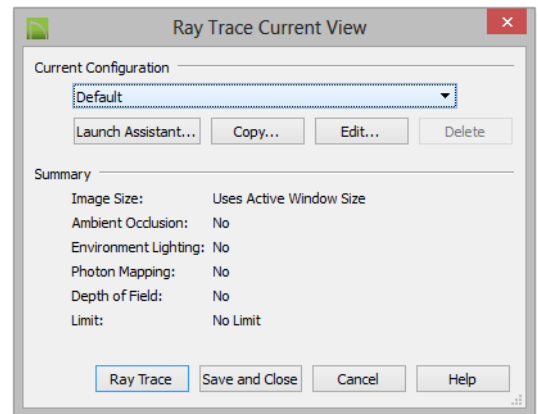 Ray Trace Current View
Current Configuration
Default
Launch Assistant... Copy... Edit... Delete
Summary
Image Size: Uses Active Window Size
Ambient Occlusion: No
Environment Lighting: No
Photon Mapping: No
Depth of Field: No
Limit: No Limit
Ray Trace Save and Close Cancel Help